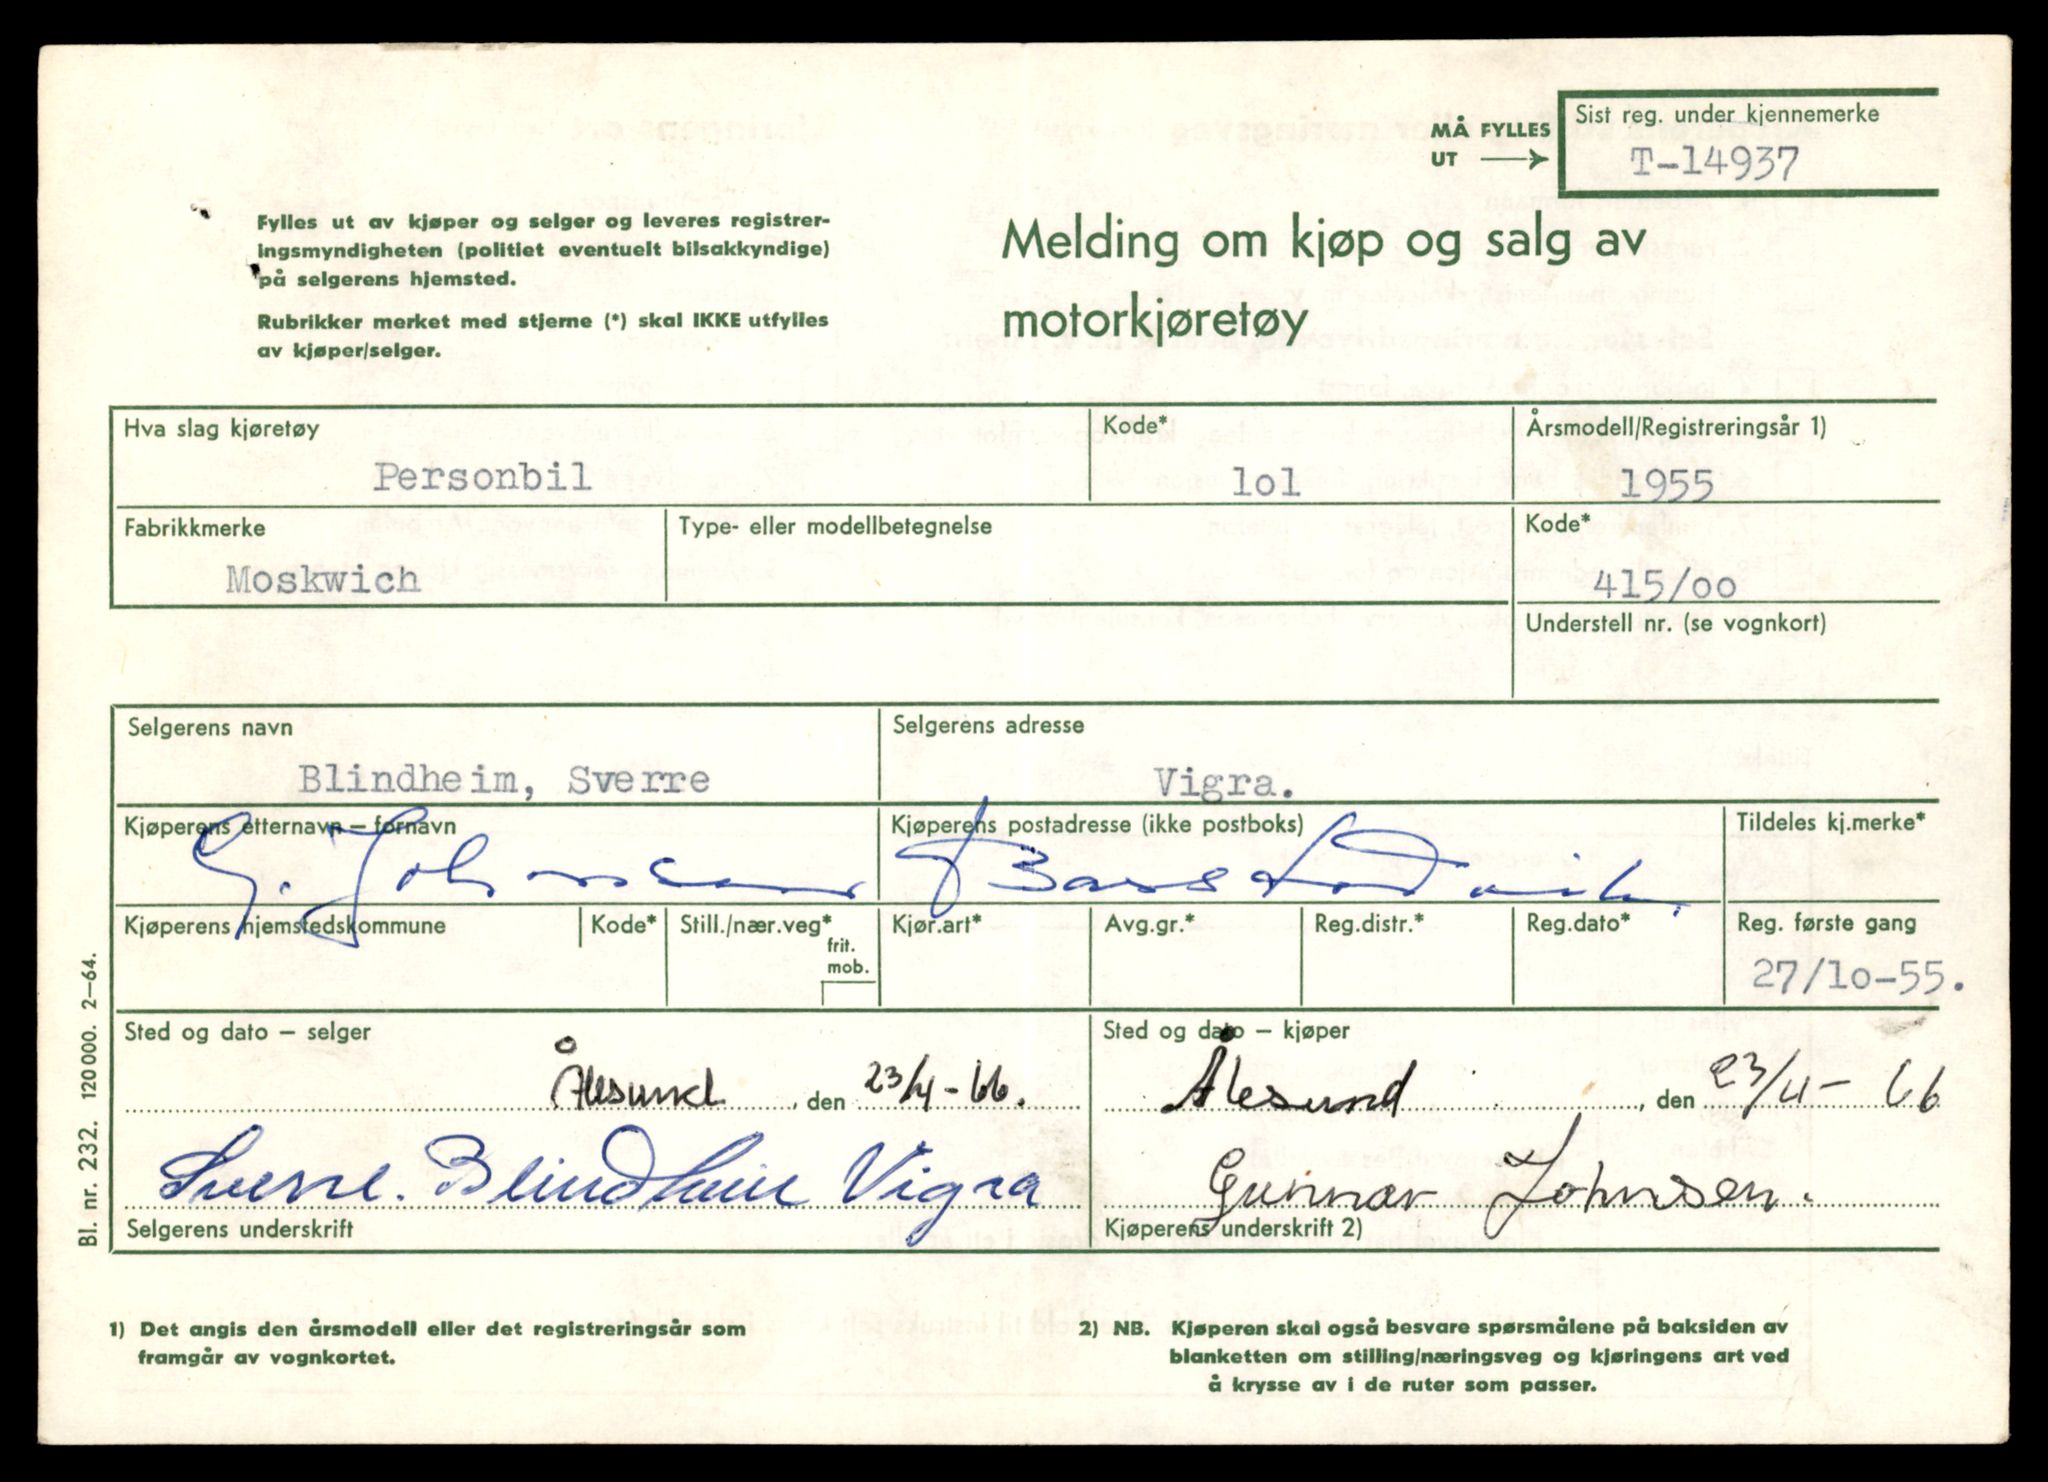 MÅ FYLLES
UT
Sist reg. under kjennemerke
T-14937
Fylles ut av kjøper og selger og leveres registrer-
ingsmyndigheten (politiet eventuelt bilsakkyndige)
på selgerens hjemsted.
Rubrikker merket med stjerne (*) skal IKKE utfylles
av kjøper/selger.
Melding om kjøp og salg av
motorkjøretøy
Hva slag kjøretøy
Kode*
Årsmodell/Registreringsår 1)
Personbil
lol
1955
Fabrikkmerke
Type- eller modellbetegnelse
Kode*
Moskwich
415/oo
Understell nr. (se vognkort)
Selgerens navn
Selgerens adresse
Blindheim, Sverre
Vigra.
Kjøperens etternavn – fornavn
Kjøperens postadresse (ikke postboks)
Tildeles kj.merke*
G. Johnsen
Kjøperens hjemstedskommune
Kode*
Still./nær.veg*
frit.
mob.
Kjør.art*
Avg.gr.*
Reg.distr.*
Reg.dato*
Reg. første gang
27/lo-55.
Sted og dato – selger
Sted og dato – kjøper
Ålesund, den 23/4-66.
Ålesund, den 23/4-66
Sverre. Blindheim Vigra
Gunnar Johnsen.
Selgerens underskrift
Kjøperens underskrift 2)
Bl. nr. 232. 120000. 2–64.
1) Det angis den årsmodell eller det registreringsår som
framgår av vognkortet.
2) NB. Kjøperen skal også besvare spørsmålene på baksiden av
blanketten om stilling/næringsveg og kjøringens art ved
å krysse av i de ruter som passer.